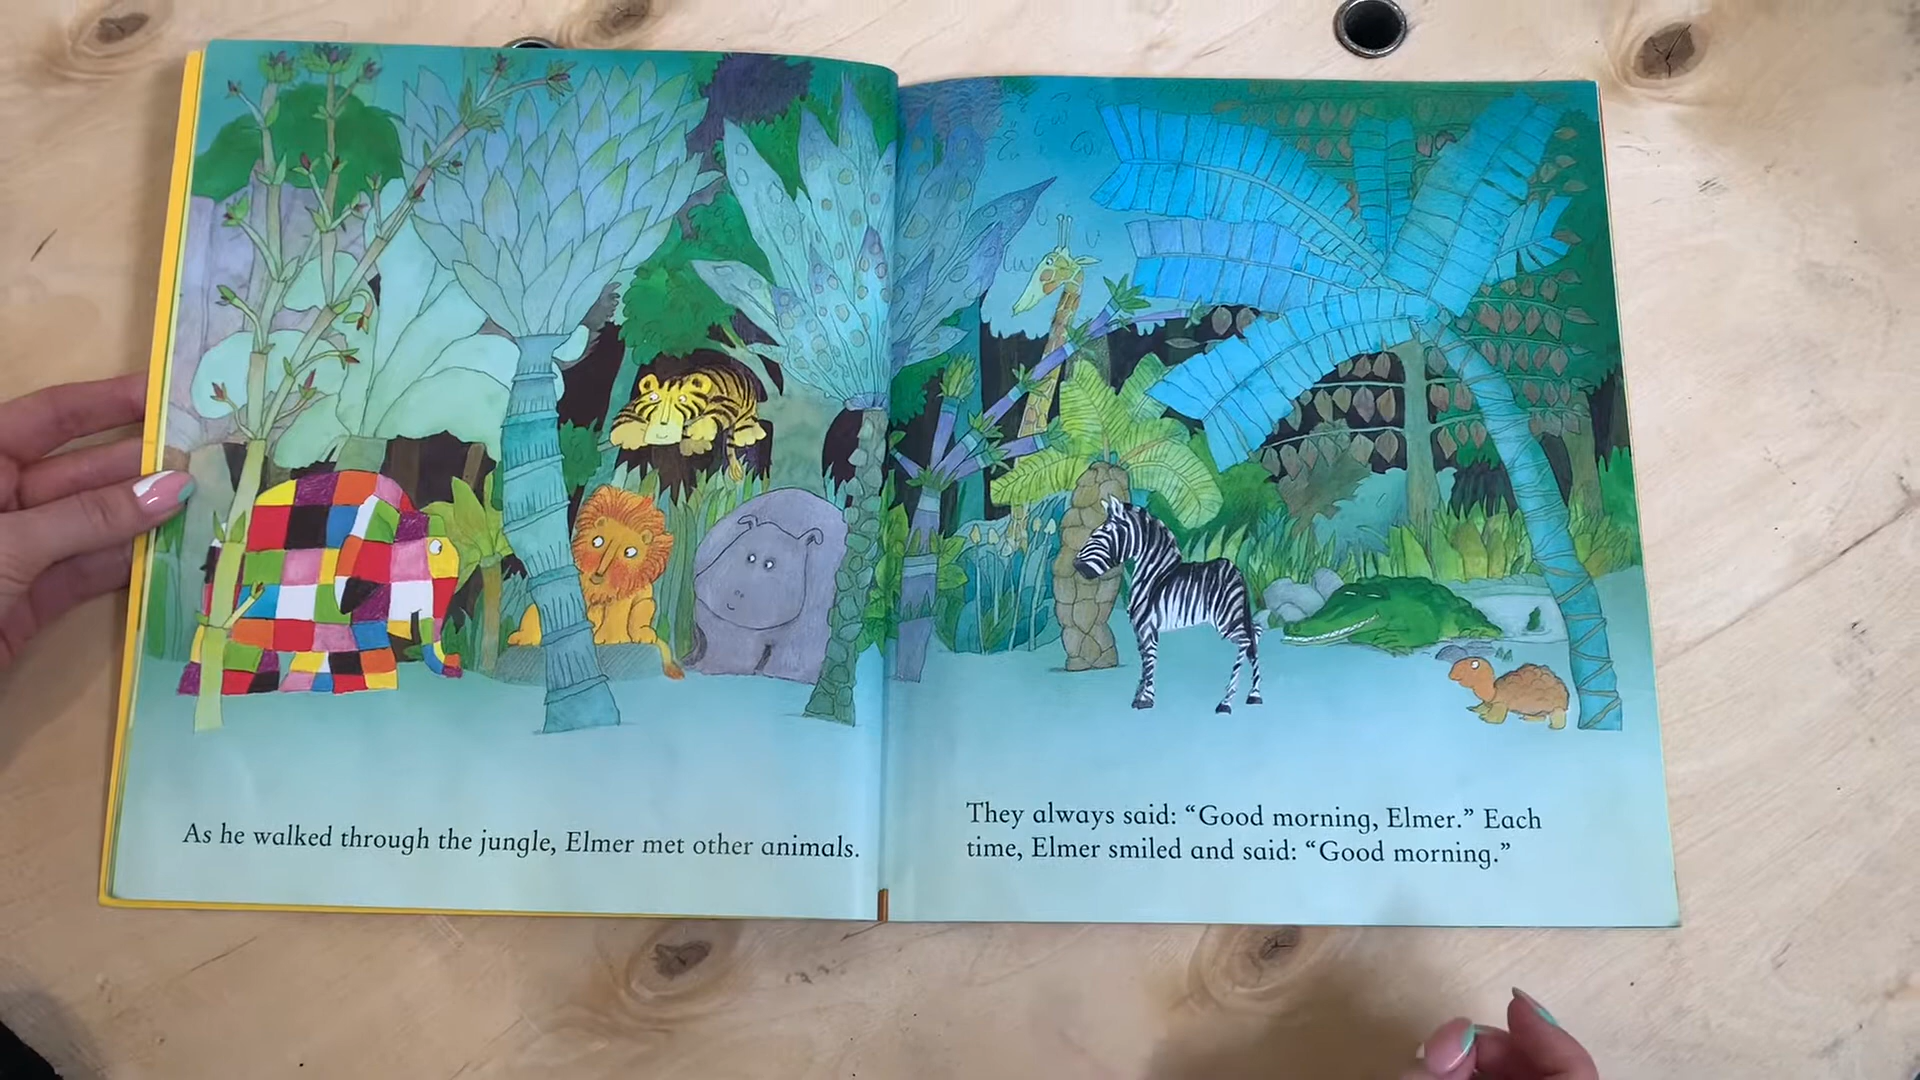 As he walked through the jungle, Elmer met other animals.
They always said: “Good morning, Elmer.” Each
time, Elmer smiled and said: “Good morning.”